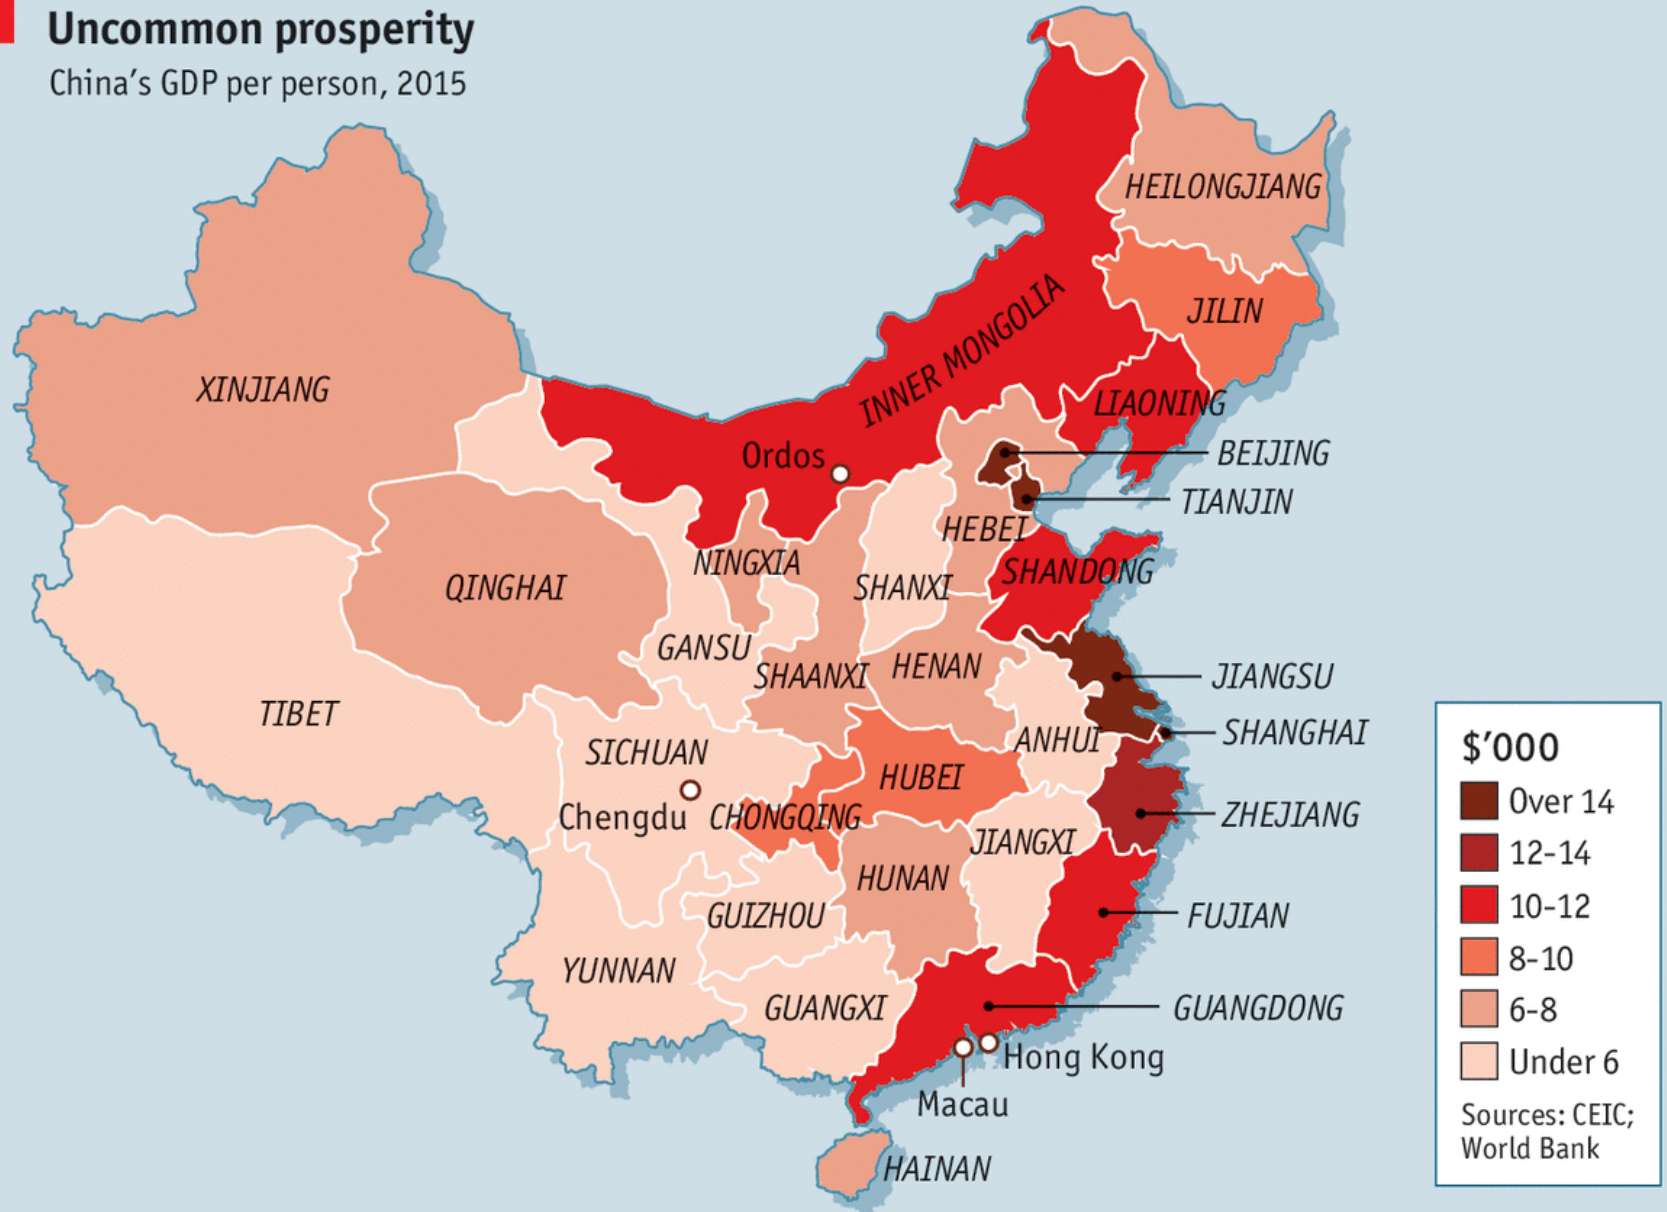 Uncommon prosperity
China's GDP per person, 2015
HEILONGJIANG
JILIN
XINJIANG
INNER MONGOLIA
LIAONING
Ordos
BEIJING
TIANJIN
HEBEI
NINGXIA
SHANDONG
QINGHAI
SHANXI
GANSU
SHAANXI
HENAN
JIANGSU
TIBET
SHANGHAI
ANHUI
SICHUAN
HUBEI
Chengdu
CHONGQING
ZHEJIANG
JIANGXI
HUNAN
GUIZHOU
FUJIAN
YUNNAN
GUANGXI
GUANGDONG
Hong Kong
Macau
HAINAN
$'000
Over 14
12-14
10-12
8-10
6-8
Under 6
Sources: CEIC;
World Bank